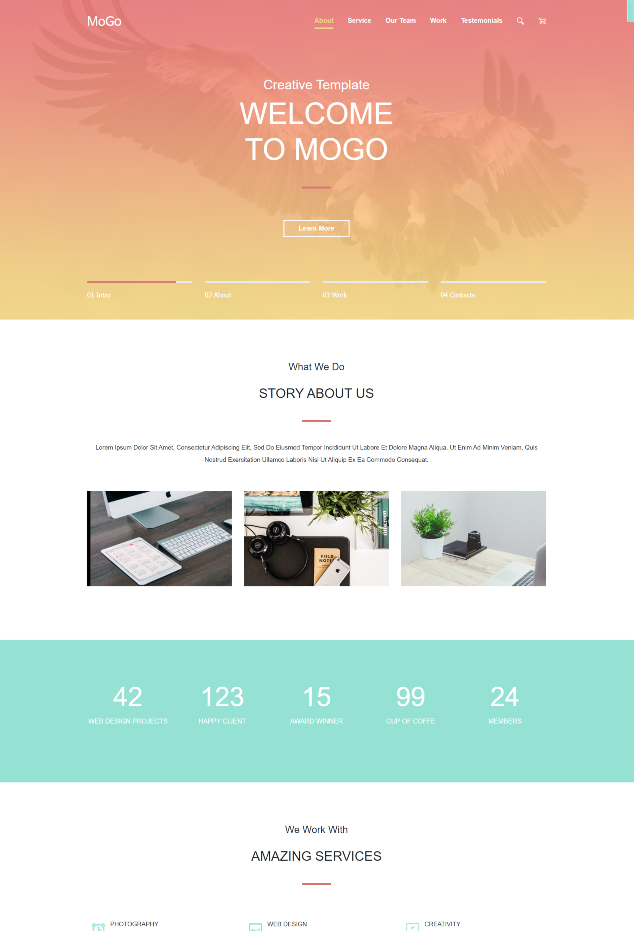 MoGo
About Service Our Team Work Testemonials
Creative Template
WELCOME
TO MOGO
Learn More
01 Intro 02 About 03 Work 04 Contacts
What We Do
STORY ABOUT US
Lorem Ipsum Dolor Sit Amet, Consectetur Adipiscing Elit, Sed Do Eiusmod Tempor Incididunt Ut Labore Et Dolore Magna Aliqua, Ut Enim Ad Minim Veniam, Quis
Nostrud Exercitation Ullamco Laboris Nisi Ut Aliquip Ex Ea Commodo Consequat.
FIELD
NOTES
42 123 15 99 24
WEB DESIGN PROJECTS HAPPY CLIENT AWARD WINNER CUP OF COFFE MEMBERS
We Work With
AMAZING SERVICES
PHOTOGRAPHY WEB DESIGN CREATIVITY